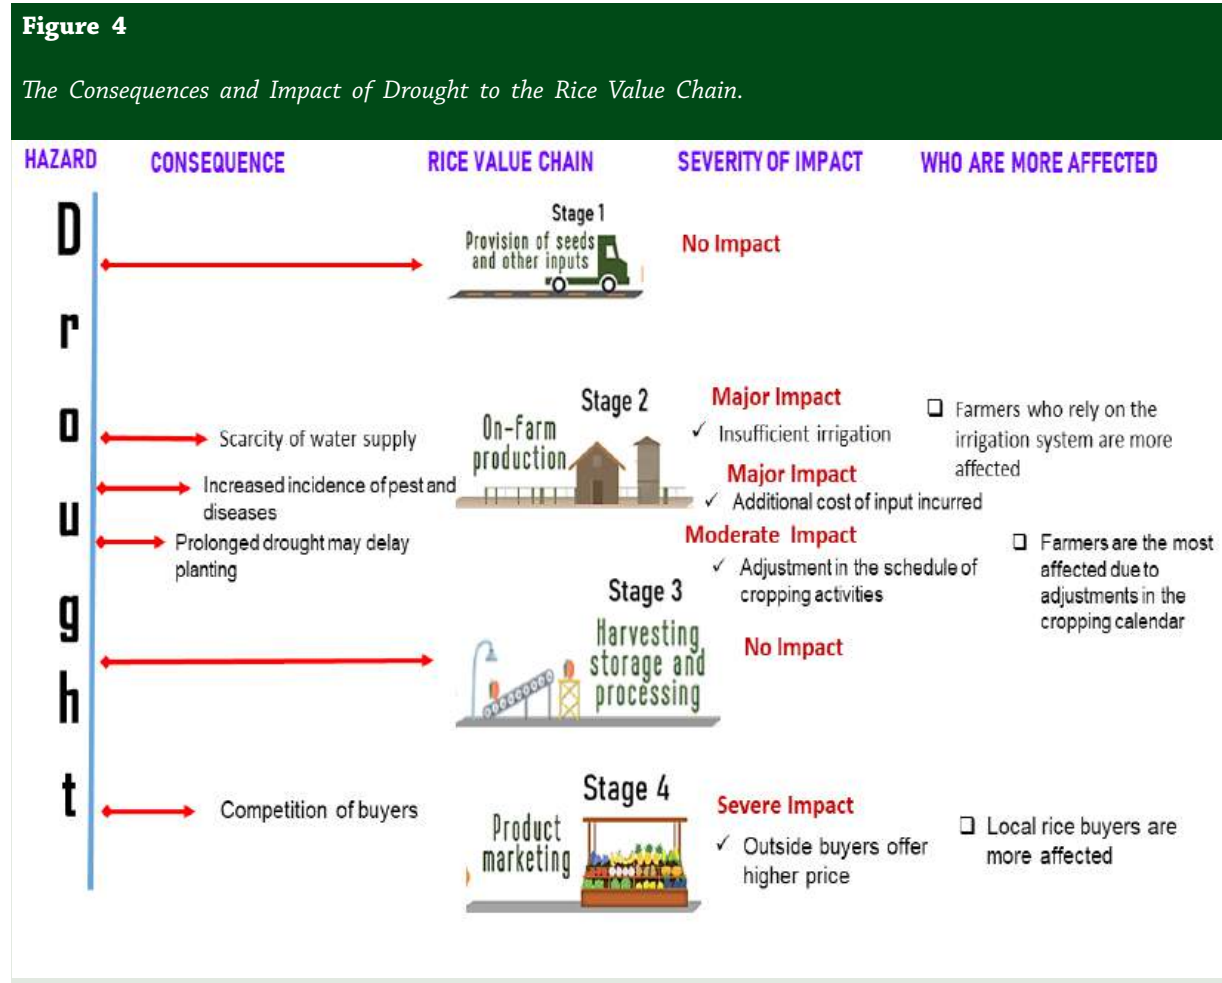 Figure 4
The Consequences and Impact of Drought to the Rice Value Chain.
HAZARD
CONSEQUENCE
RICE VALUE CHAIN
SEVERITY OF IMPACT
WHO ARE MORE AFFECTED
D
r
o
u
g
h
t
Stage 1
Provision of seeds
and other inputs
No Impact
Scarcity of water supply
Increased incidence of pest and
diseases
Prolonged drought may delay
planting
Stage 2
On-farm
production
Major Impact
✓ Insufficient irrigation
Major Impact
✓ Additional cost of input incurred
Moderate Impact
✓ Adjustment in the schedule of
cropping activities
❑ Farmers who rely on the
irrigation system are more
affected
❑ Farmers are the most
affected due to
adjustments in the
cropping calendar
Stage 3
Harvesting
storage and
processing
No Impact
Competition of buyers
Stage 4
Product
marketing
Severe Impact
✓ Outside buyers offer
higher price
❑ Local rice buyers are
more affected